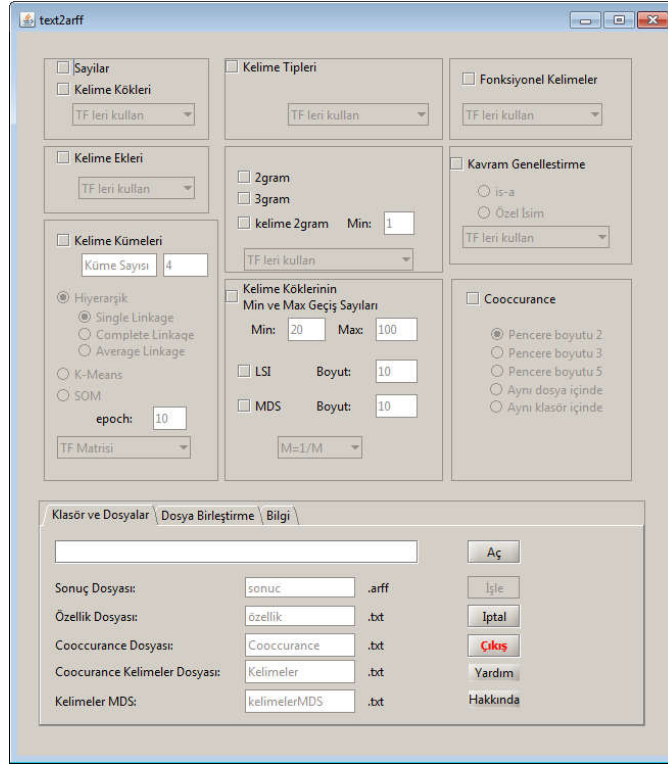 text2arff
Sayilar
Kelime Kökleri
TF leri kullan
Kelime Tipleri
TF leri kullan
Fonksiyonel Kelimeler
TF leri kullan
Kelime Ekleri
TF leri kullan
2gram
3gram
kelime 2gram Min: 1
TF leri kullan
Kavram Genellestirme
is-a
Özel İsim
TF leri kullan
Kelime Kümeleri
Küme Sayısı 4
Hiyerarşik
Single Linkage
Complete Linkage
Average Linkage
K-Means
SOM
epoch: 10
TF Matrisi
Kelime Köklerinin
Min ve Max Geçiş Sayıları
Min: 20 Max: 100
LSI Boyut: 10
MDS Boyut: 10
M=1/M
Cooccurance
Pencere boyutu 2
Pencere boyutu 3
Pencere boyutu 5
Aynı dosya içinde
Aynı klasör içinde
Klasör ve Dosyalar Dosya Birleştirme Bilgi
Aç
Sonuç Dosyası: sonuc .arff İşle
Özellik Dosyası: özellik .txt Iptal
Cooccurance Dosyası: Cooccurance .txt Çıkış
Coocurance Kelimeler Dosyası: Kelimeler .txt Yardım
Kelimeler MDS: kelimelerMDS .txt Hakkında